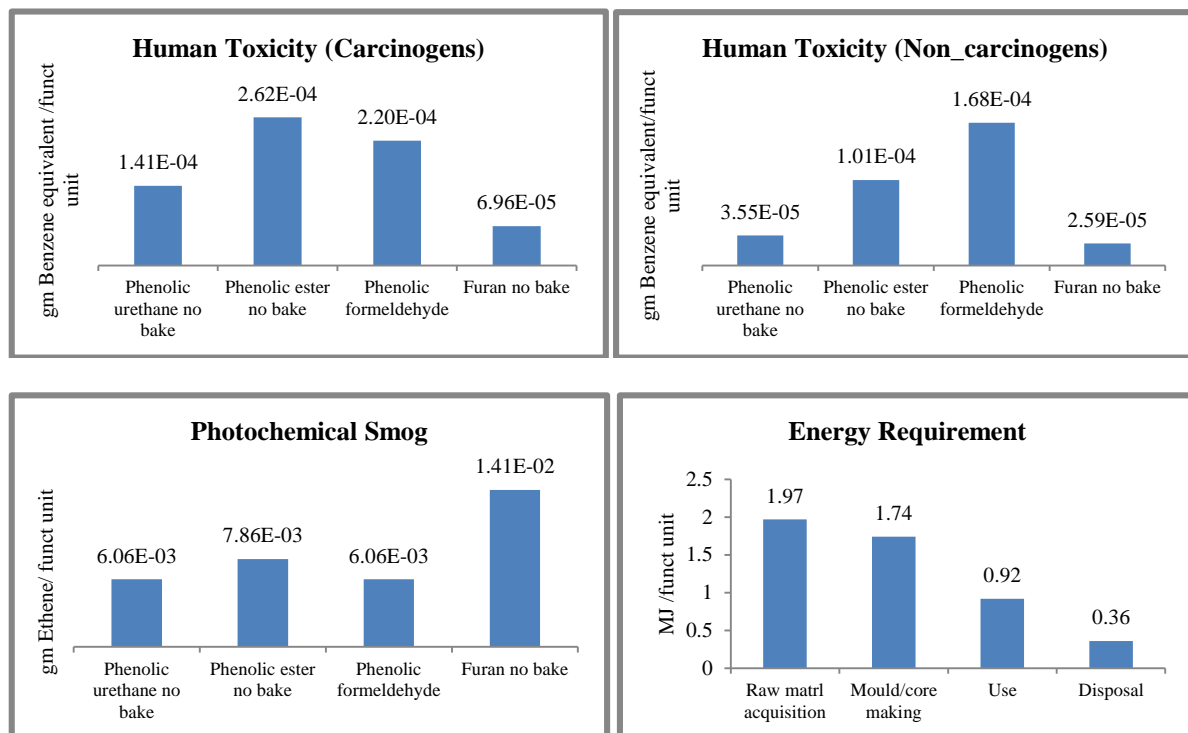 Human Toxicity (Carcinogens)
gm Benzene equivalent /funct
unit
1.41E-04
2.62E-04
2.20E-04
6.96E-05
Phenolic
urethane no
bake
Phenolic ester
no bake
Phenolic
formeldehyde
Furan no bake
Human Toxicity (Non_carcinogens)
gm Benzene equivalent/funct
unit
3.55E-05
1.01E-04
1.68E-04
2.59E-05
Phenolic
urethane no
bake
Phenolic ester
no bake
Phenolic
formeldehyde
Furan no bake
Photochemical Smog
gm Ethene/ funct unit
6.06E-03
7.86E-03
6.06E-03
1.41E-02
Phenolic
urethane no
bake
Phenolic ester
no bake
Phenolic
formeldehyde
Furan no bake
Energy Requirement
MJ /funct unit
2.5
2
1.5
1
0.5
0
1.97
1.74
0.92
0.36
Raw matrl
acquisition
Mould/core
making
Use
Disposal